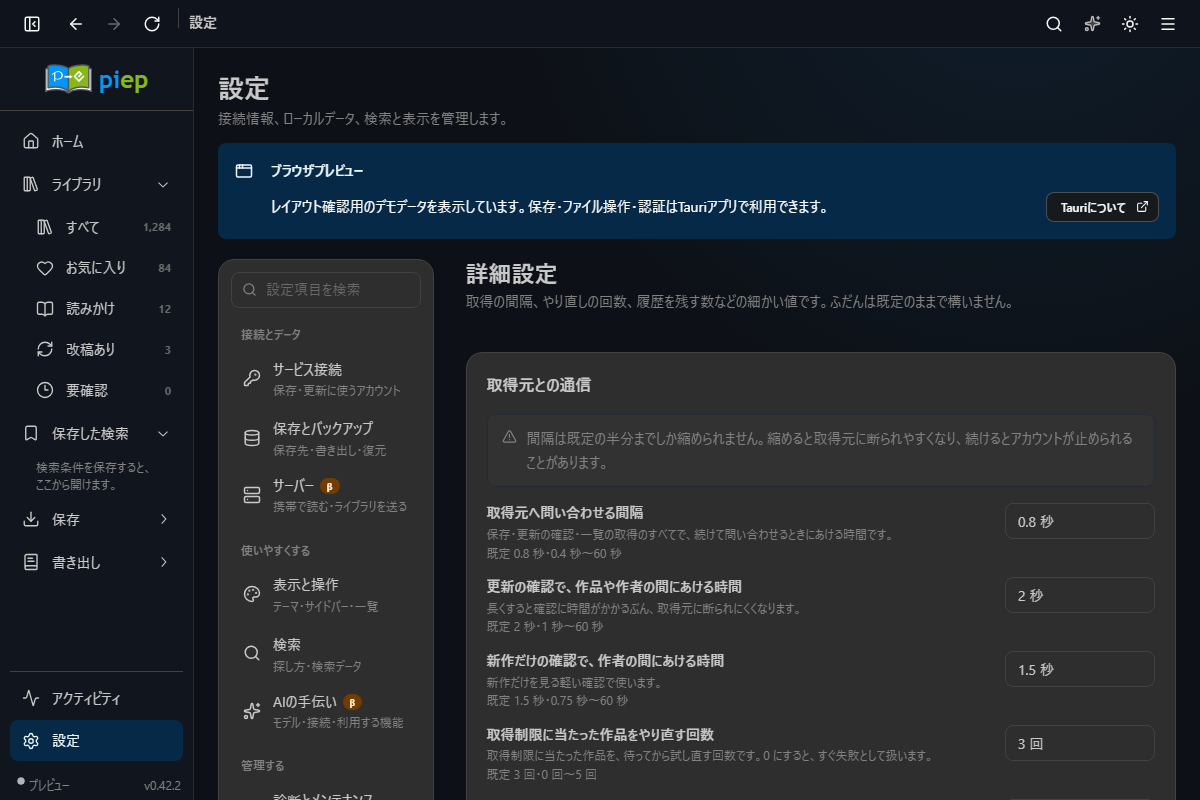 設定
piep
ホーム
ライブラリ
すべて 1,284
お気に入り 84
読みかけ 12
改稿あり 3
要確認 0
保存した検索
検索条件を保存すると、
ここから開けます。
保存
書き出し
アクティビティ
設定
プレビュー v0.42.2
設定
接続情報、ローカルデータ、検索と表示を管理します。
ブラウザプレビュー
レイアウト確認用のデモデータを表示しています。保存・ファイル操作・認証はTauriアプリで利用できます。
Tauriについて
設定項目を検索
接続とデータ
サービス接続
保存・更新に使うアカウント
保存とバックアップ
保存先・書き出し・復元
サーバー β
携帯で読む・ライブラリを送る
使いやすくする
表示と操作
テーマ・サイドバー・一覧
検索
探し方・検索データ
AIの手伝い β
モデル・接続・利用する機能
管理する
診断とメンテナンス
詳細設定
取得の間隔、やり直しの回数、履歴を残す数などの細かい値です。ふだんは既定のままで構いません。
取得元との通信
間隔は既定の半分までしか縮められません。縮めると取得元に断られやすくなり、続けるとアカウントが止められる
ことがあります。
取得元へ問い合わせる間隔
保存・更新の確認・一覧の取得のすべてで、続けて問い合わせるときにあける時間です。
既定 0.8 秒・0.4 秒〜60 秒
0.8 秒
更新の確認で、作品や作者の間にあける時間
長くすると確認に時間がかかるぶん、取得元に断られにくくなります。
既定 2 秒・1 秒〜60 秒
2 秒
新作だけの確認で、作者の間にあける時間
新作だけを見る軽い確認で使います。
既定 1.5 秒・0.75 秒〜60 秒
1.5 秒
取得制限に当たった作品をやり直す回数
取得制限に当たった作品を、待ってから試し直す回数です。0 にすると、すぐ失敗として扱います。
既定 3 回・0 回〜5 回
3 回